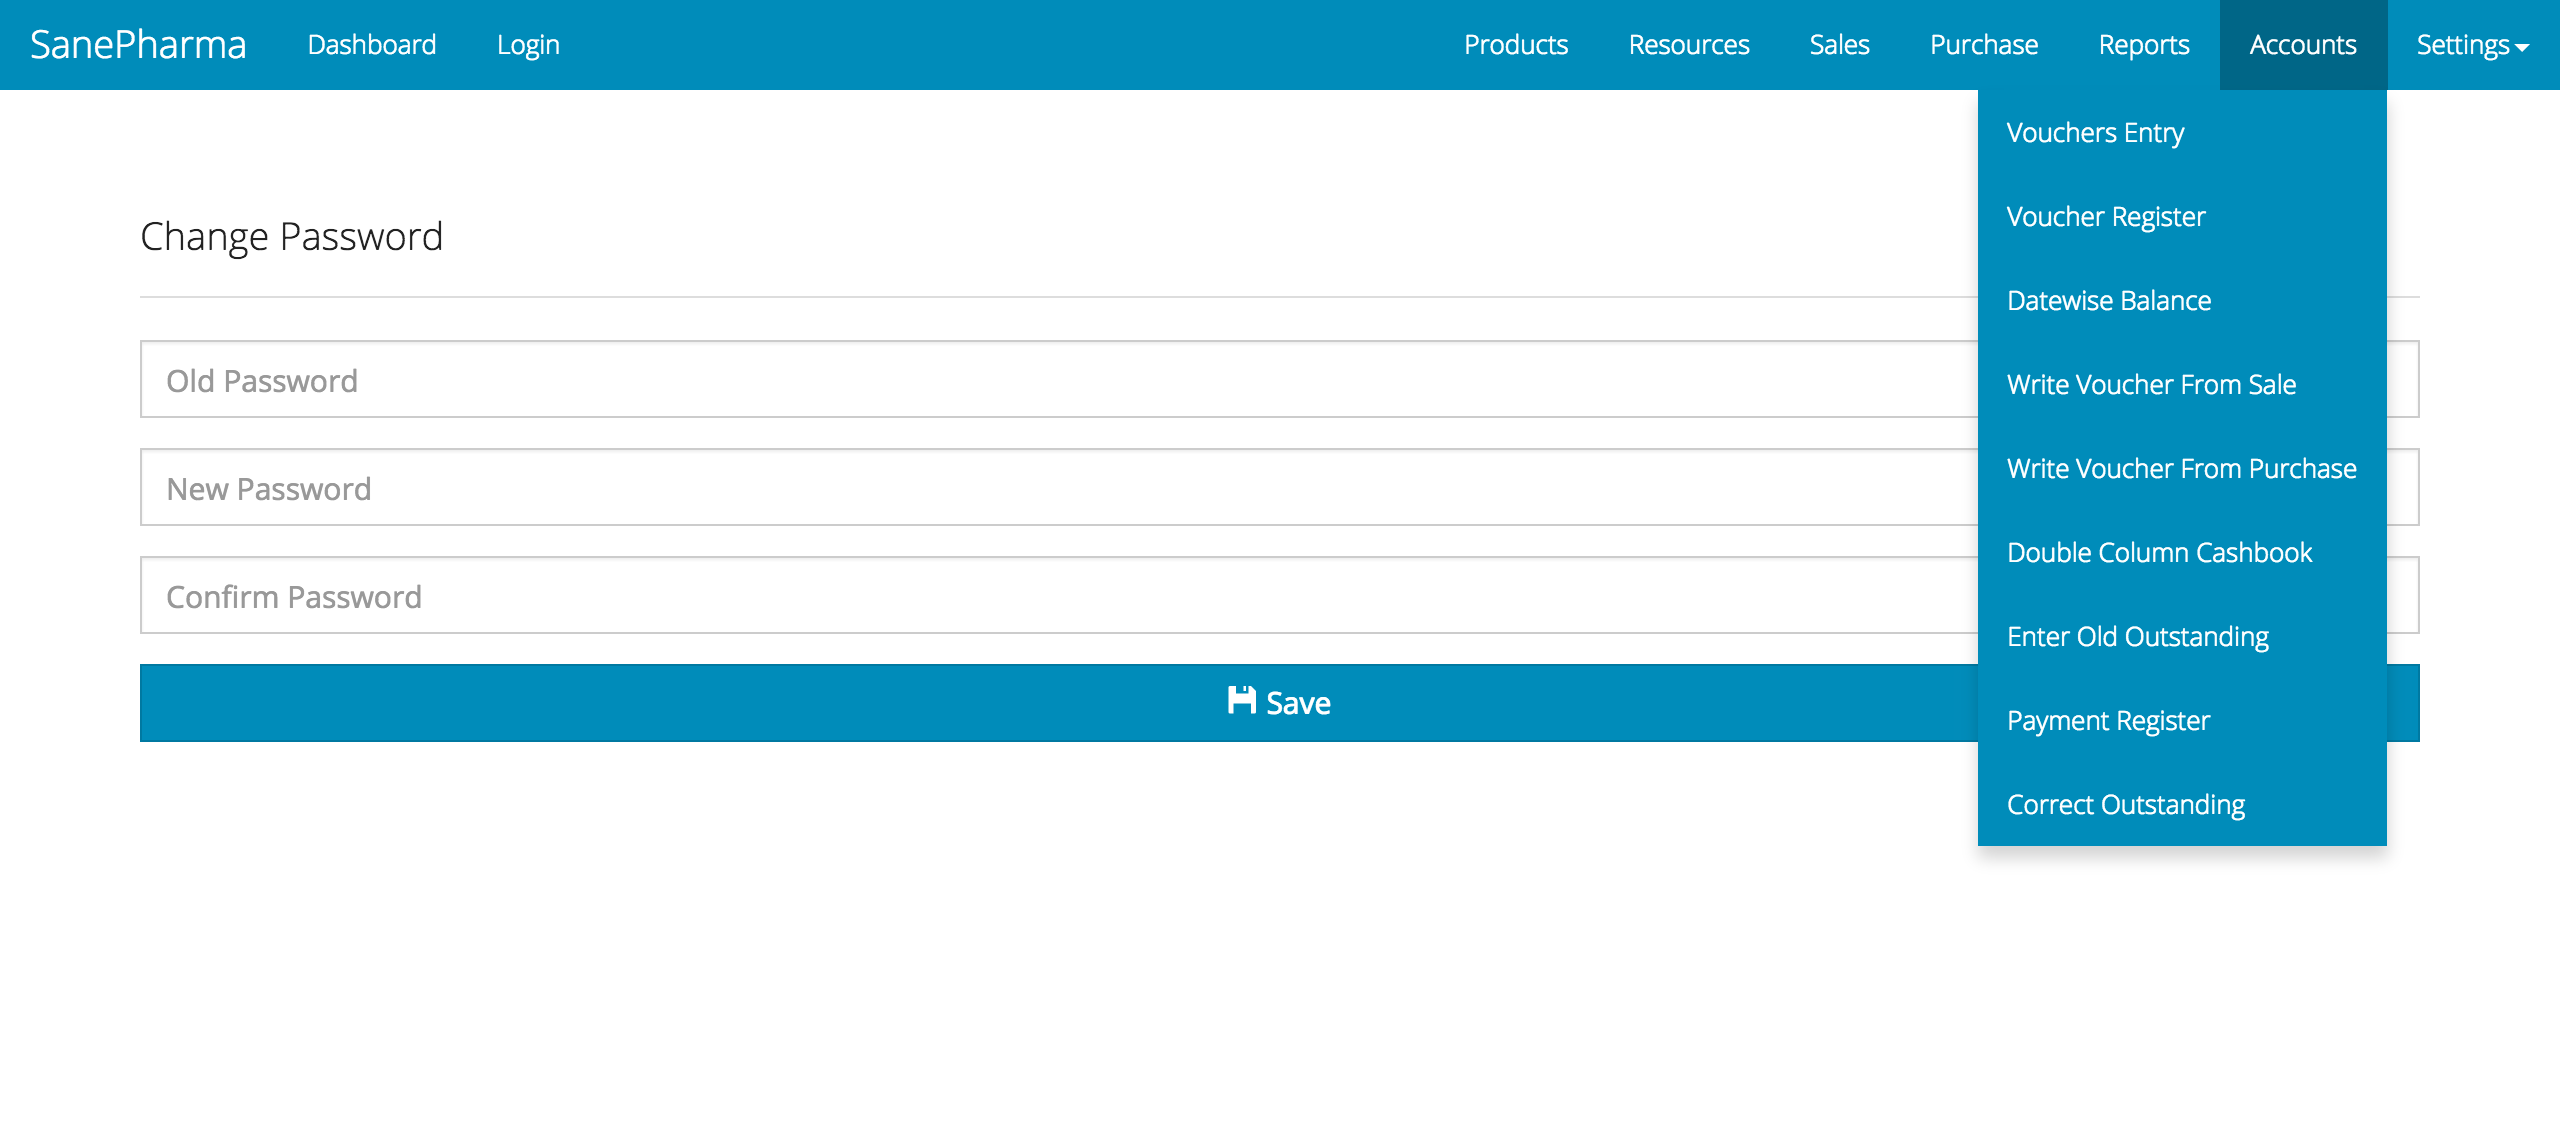 SanePharma Dashboard Login Products Resources Sales Purchase Reports Accounts Settings
Vouchers Entry
Voucher Register
Datewise Balance
Write Voucher From Sale
Write Voucher From Purchase
Double Column Cashbook
Enter Old Outstanding
Payment Register
Correct Outstanding
Change Password
Old Password
New Password
Confirm Password
Save